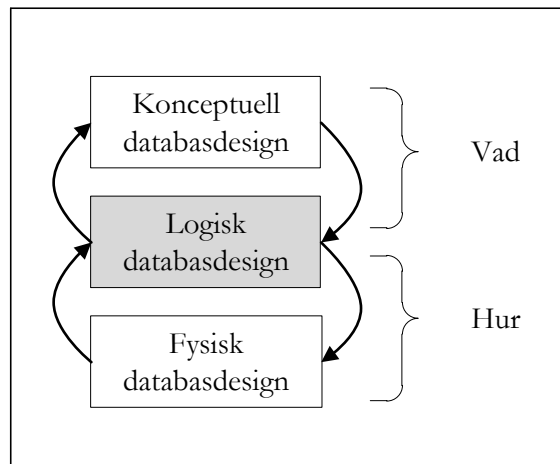 Konceptuell
databasdesign
Vad
Logisk
databasdesign
Hur
Fysisk
databasdesign